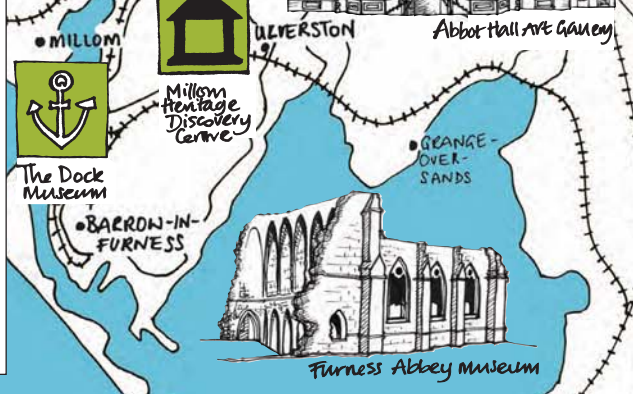 Abbot Hall Art Gallery
ULVERSTON
MILLOM
Millom
Heritage
Discovery
Centre
The Dock
Museum
GRANGE-
OVER-
SANDS
BARROW-IN-
FURNESS
Furness Abbey Museum